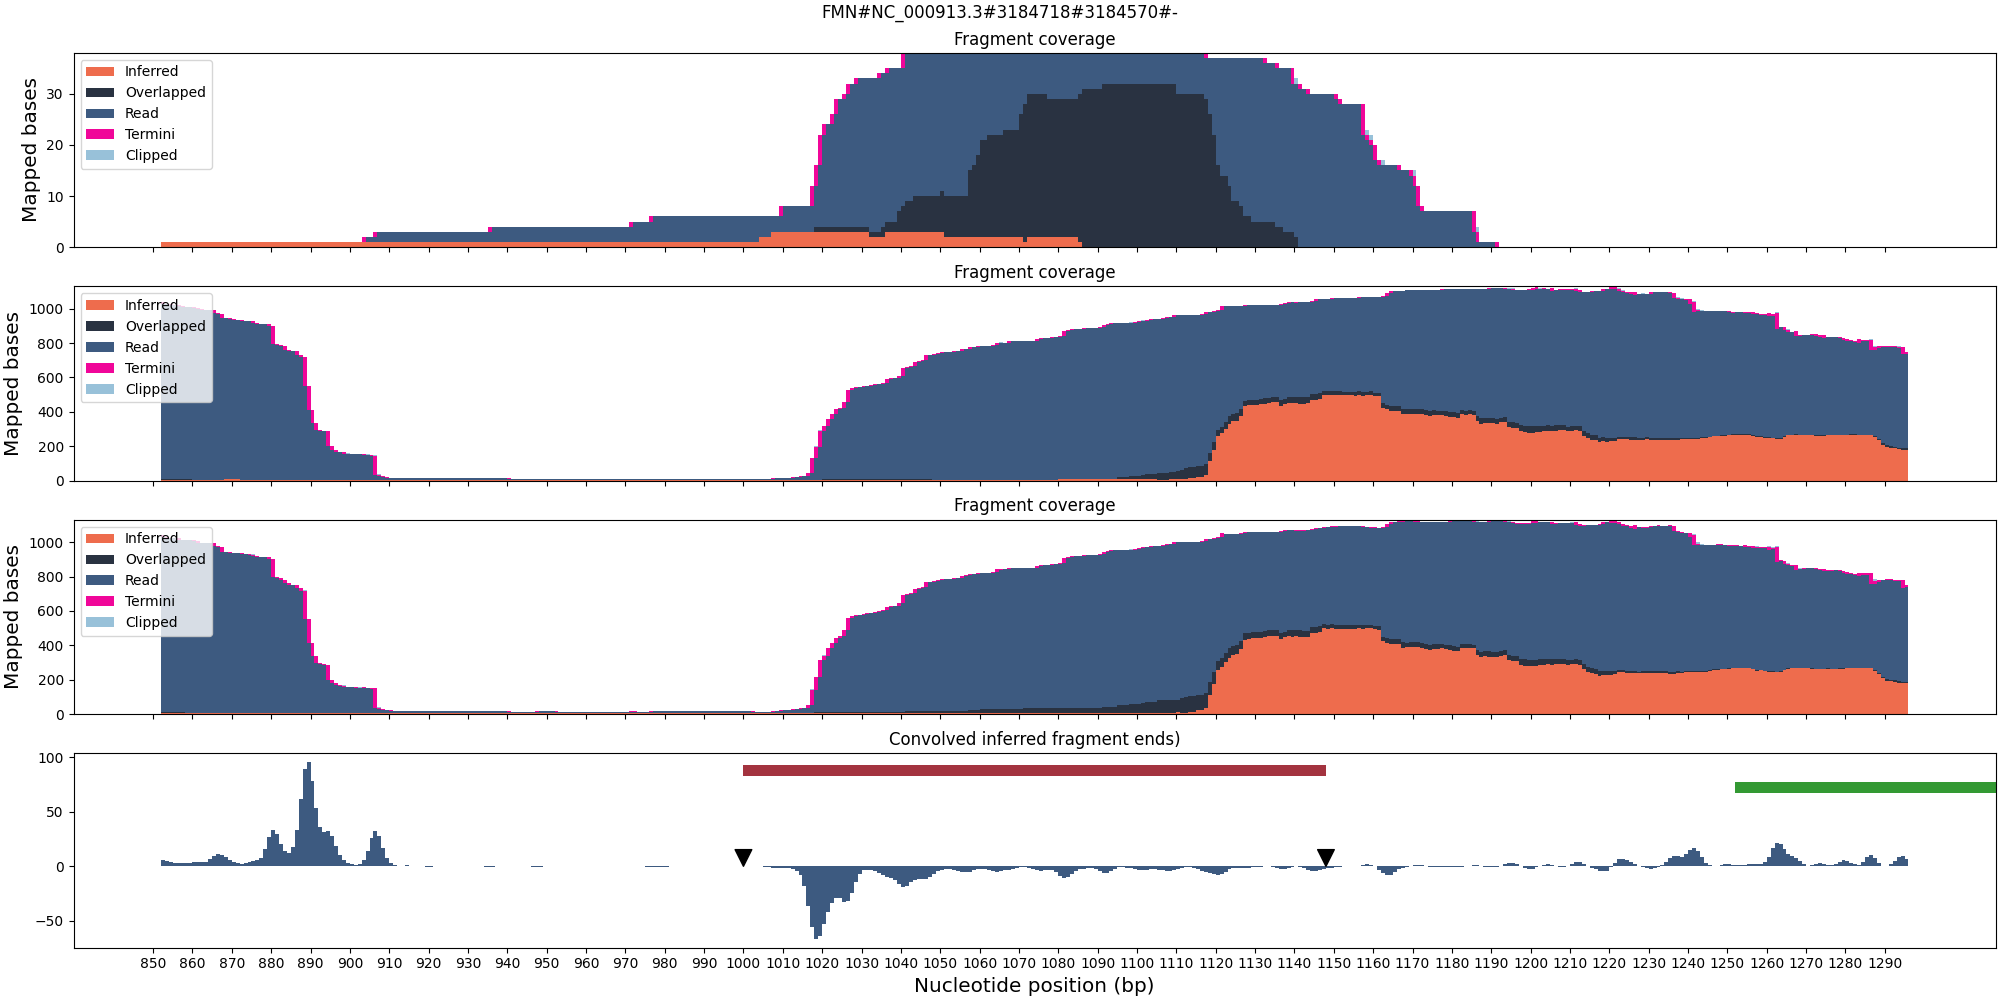 FMN#NC_000913.3#3184718#3184570#-
Fragment coverage
Mapped bases
30
20
10
0
Inferred
Overlapped
Read
Termini
Clipped
Fragment coverage
Mapped bases
1000
800
600
400
200
0
Inferred
Overlapped
Read
Termini
Clipped
Fragment coverage
Mapped bases
1000
800
600
400
200
0
Inferred
Overlapped
Read
Termini
Clipped
Convolved inferred fragment ends)
100
50
0
−50
850 860 870 880 890 900 910 920 930 940 950 960 970 980 990 1000 1010 1020 1030 1040 1050 1060 1070 1080 1090 1100 1110 1120 1130 1140 1150 1160 1170 1180 1190 1200 1210 1220 1230 1240 1250 1260 1270 1280 1290
Nucleotide position (bp)